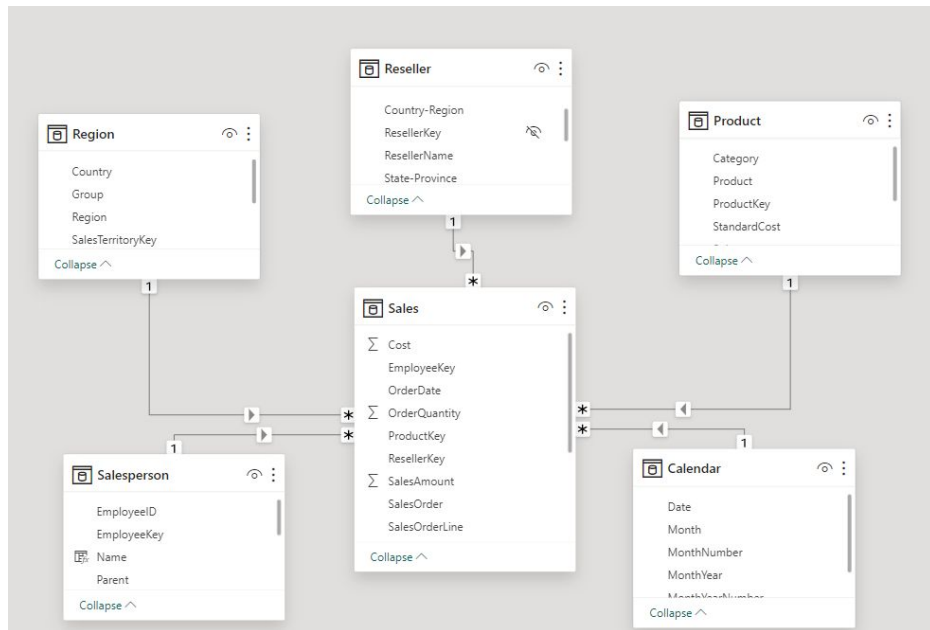 Reseller
Country-Region
ResellerKey
ResellerName
State-Province
Collapse
1
*
Region
Country
Group
Region
SalesTerritoryKey
Collapse
1
*
Product
Category
Product
ProductKey
StandardCost
Collapse
1
*
Sales
Σ Cost
EmployeeKey
OrderDate
Σ OrderQuantity
ProductKey
ResellerKey
Σ SalesAmount
SalesOrder
SalesOrderLine
Collapse
*
1
Salesperson
EmployeeID
EmployeeKey
Name
Parent
Collapse
*
1
Calendar
Date
Month
MonthNumber
MonthYear
MonthYearNumber
Collapse